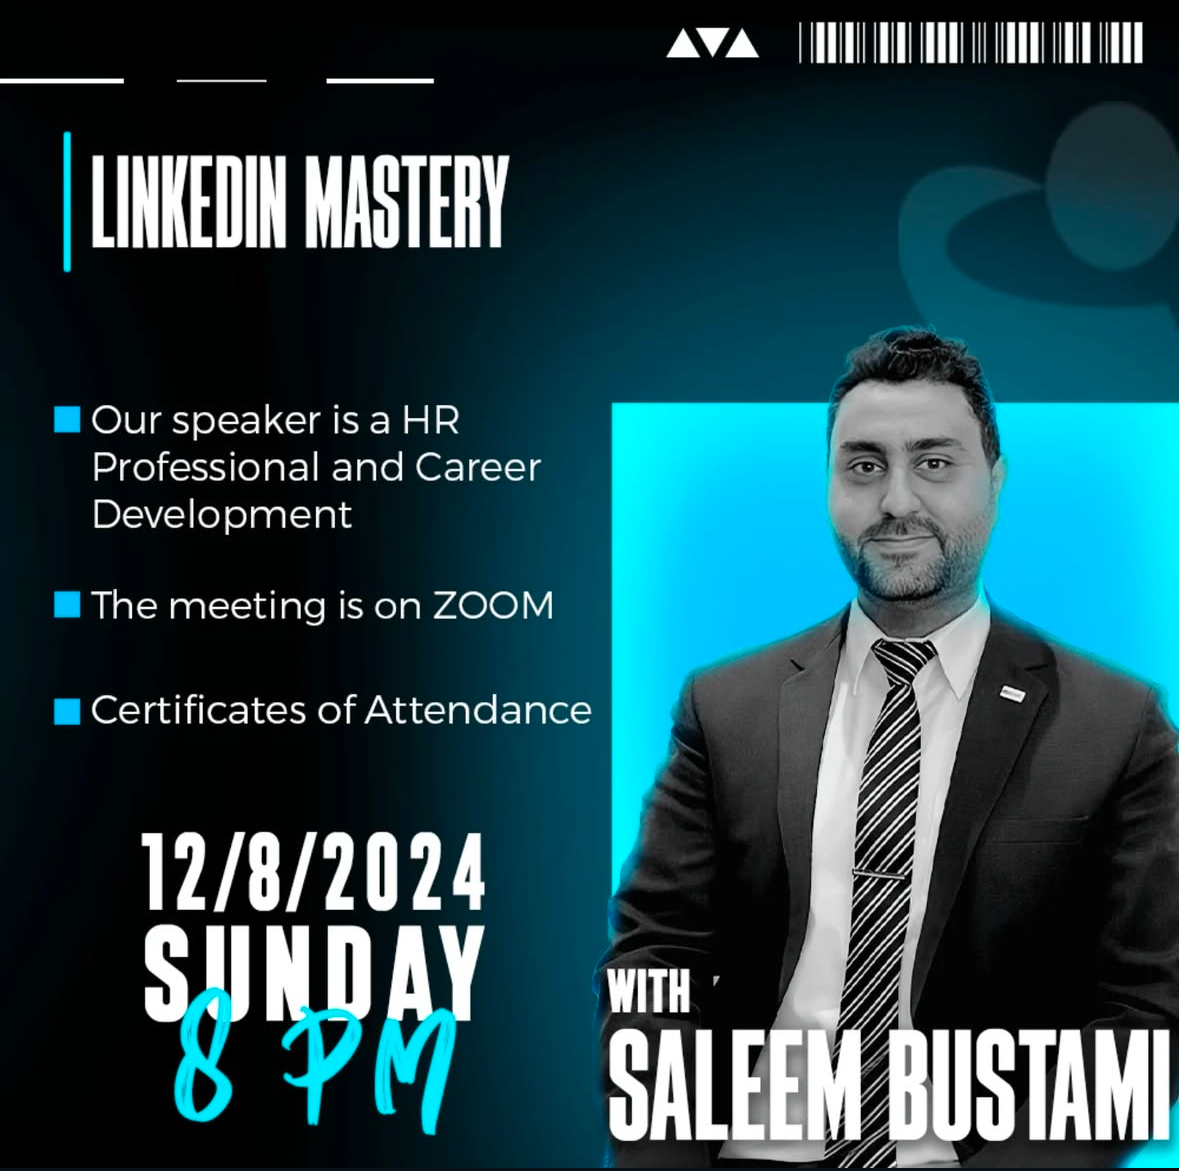 LINKEDIN MASTERY
Our speaker is a HR
Professional and Career
Development
The meeting is on ZOOM
Certificates of Attendance
12/8/2024
SUNDAY
8 PM
WITH
SALEEM BUSTAMI